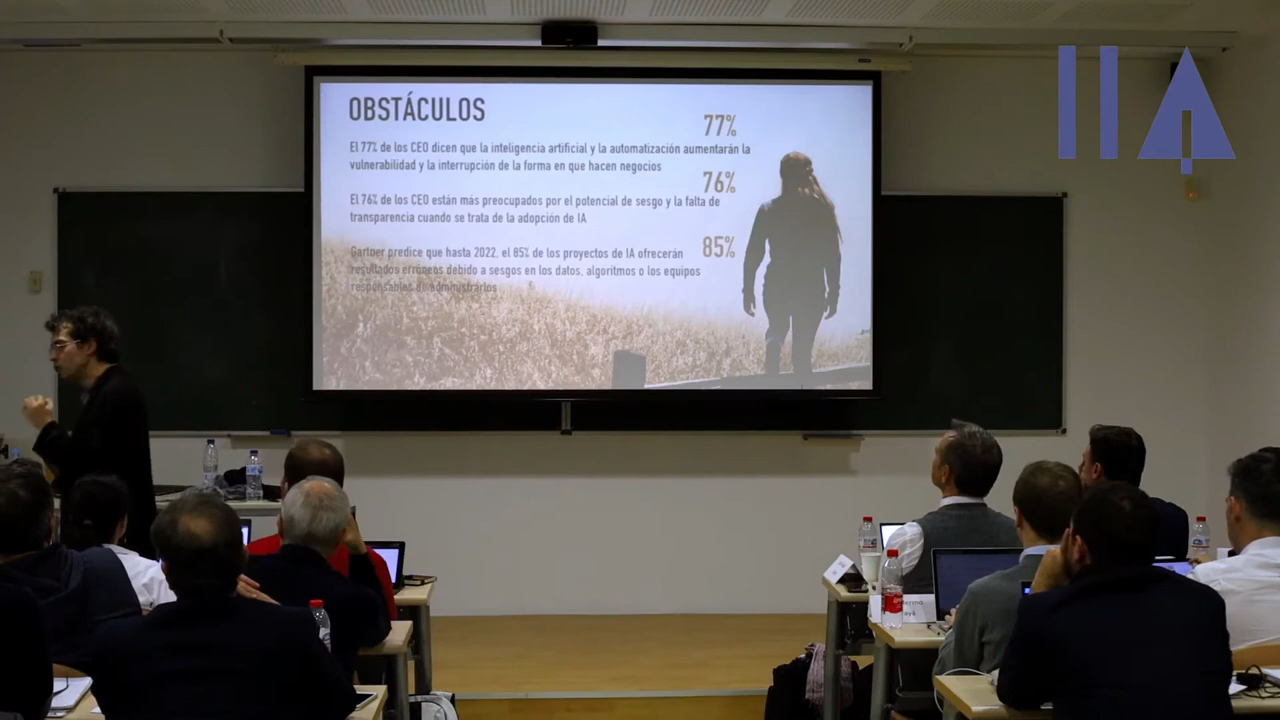 OBSTÁCULOS
77%
El 77% de los CEO dicen que la inteligencia artificial y la automatización aumentarán la
vulnerabilidad y la interrupción de la forma en que hacen negocios
76%
El 76% de los CEO están más preocupados por el potencial de sesgo y la falta de
transparencia cuando se trata de la adopción de IA
85%
Gartner predice que hasta 2022, el 85% de los proyectos de IA ofrecerán
resultados erróneos debido a sesgos en los datos, algoritmos o los equipos
responsables de administrarlos
IIA